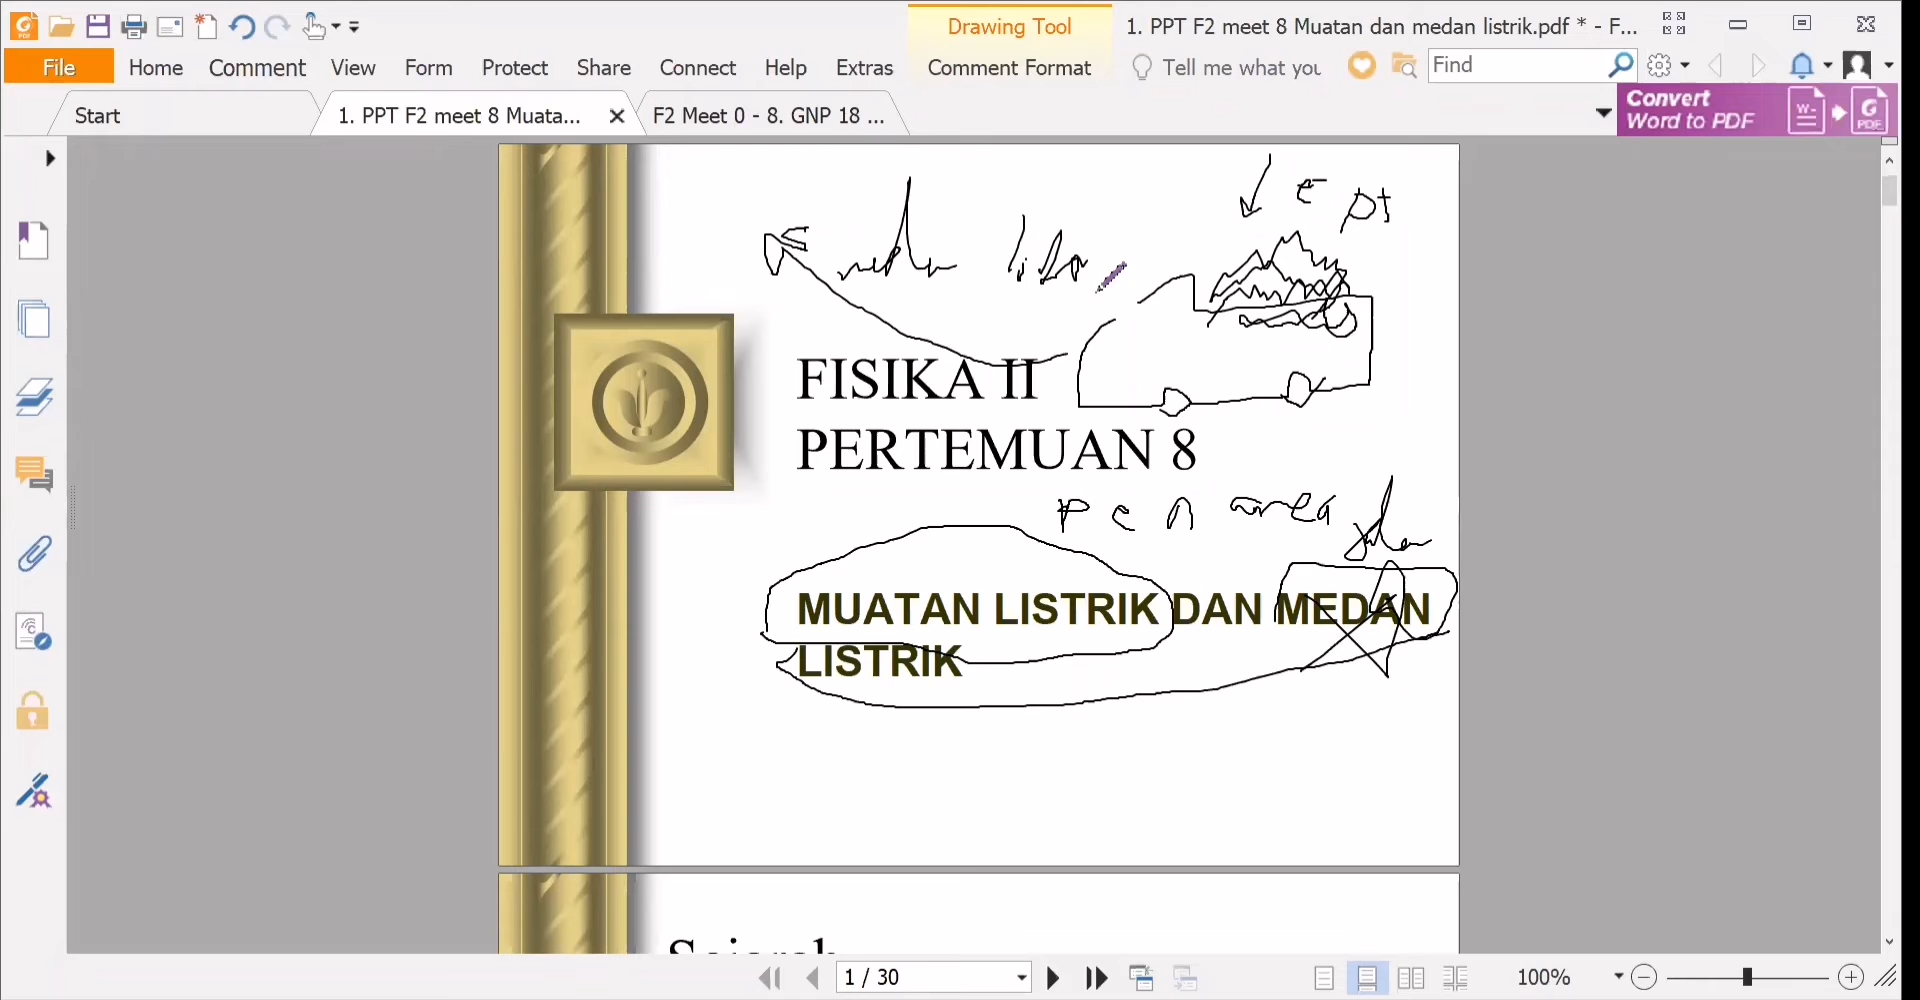 Drawing Tool
1. PPT F2 meet 8 Muatan dan medan listrik.pdf * - F...
File Home Comment View Form Protect Share Connect Help Extras Comment Format Tell me what you Find
Start
1. PPT F2 meet 8 Muata...
F2 Meet 0 - 8. GNP 18 ...
Convert
Word to PDF
FISIKA II
PERTEMUAN 8
area
MUATAN LISTRIK DAN MEDAN
LISTRIK
1 / 30
100%